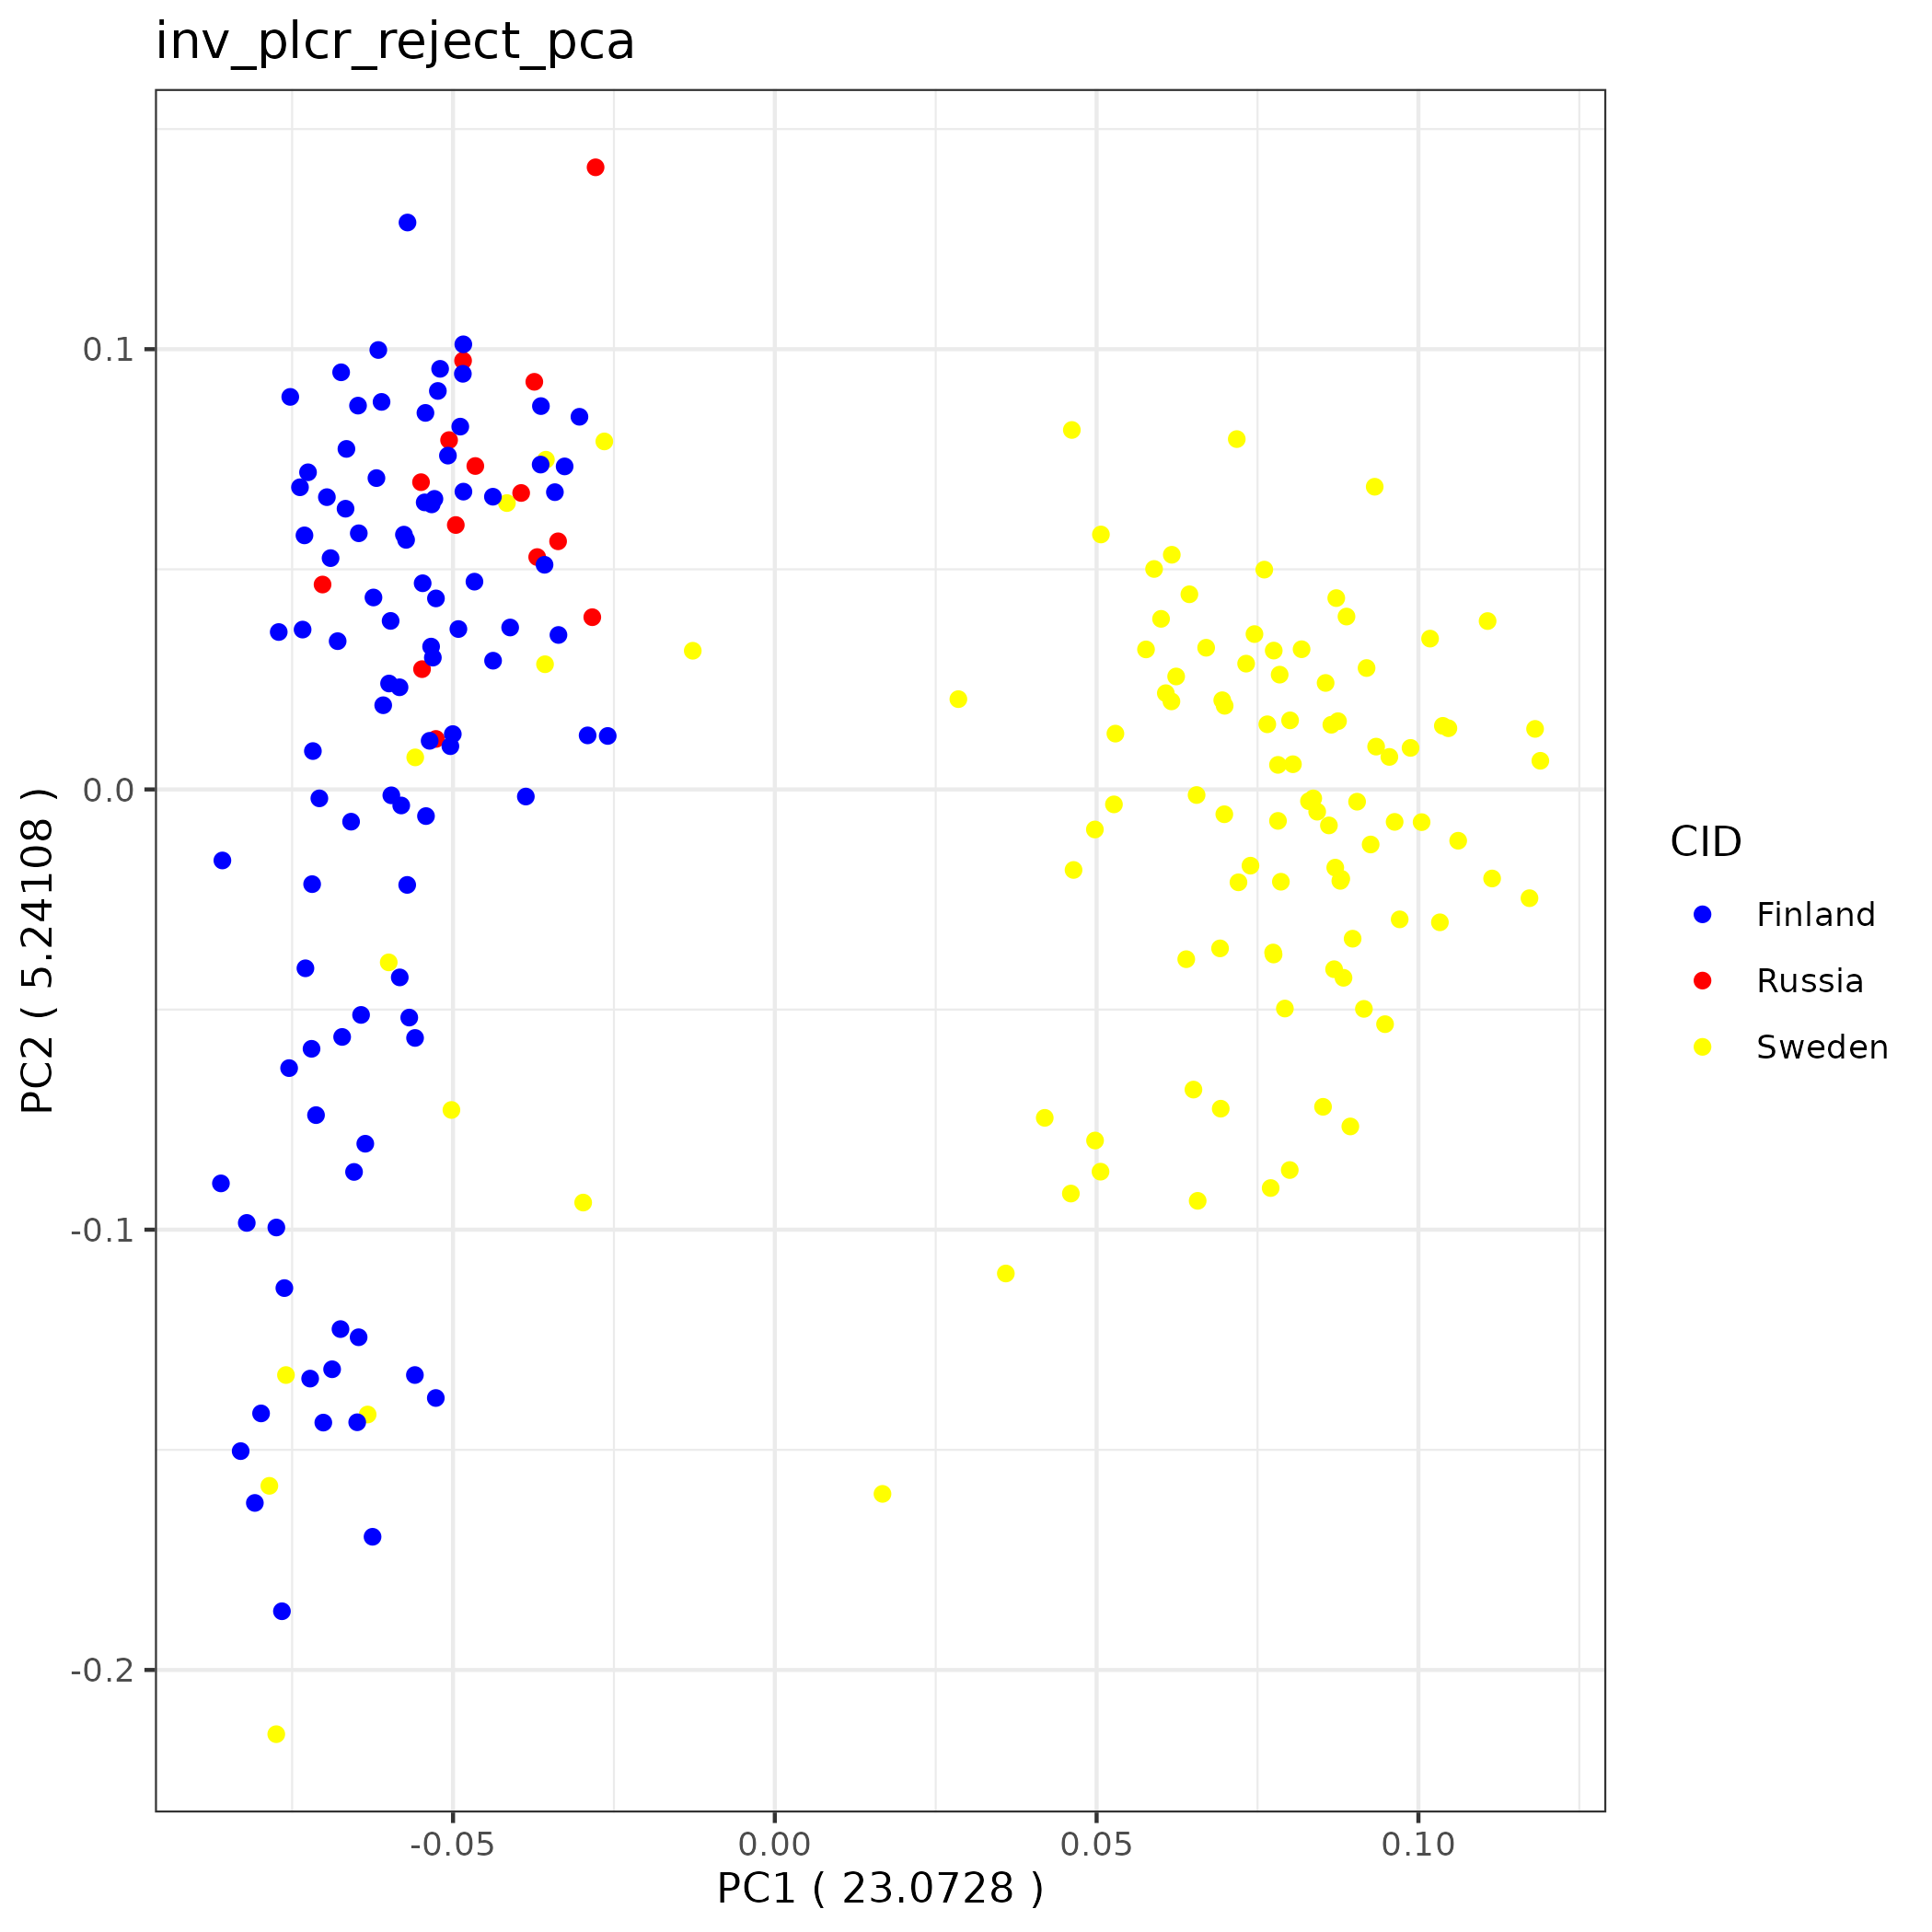 inv_plcr_reject_pca
PC2 ( 5.24108 )
0.1
0.0
-0.1
-0.2
-0.05
0.00
0.05
0.10
PC1 ( 23.0728 )
CID
Finland
Russia
Sweden